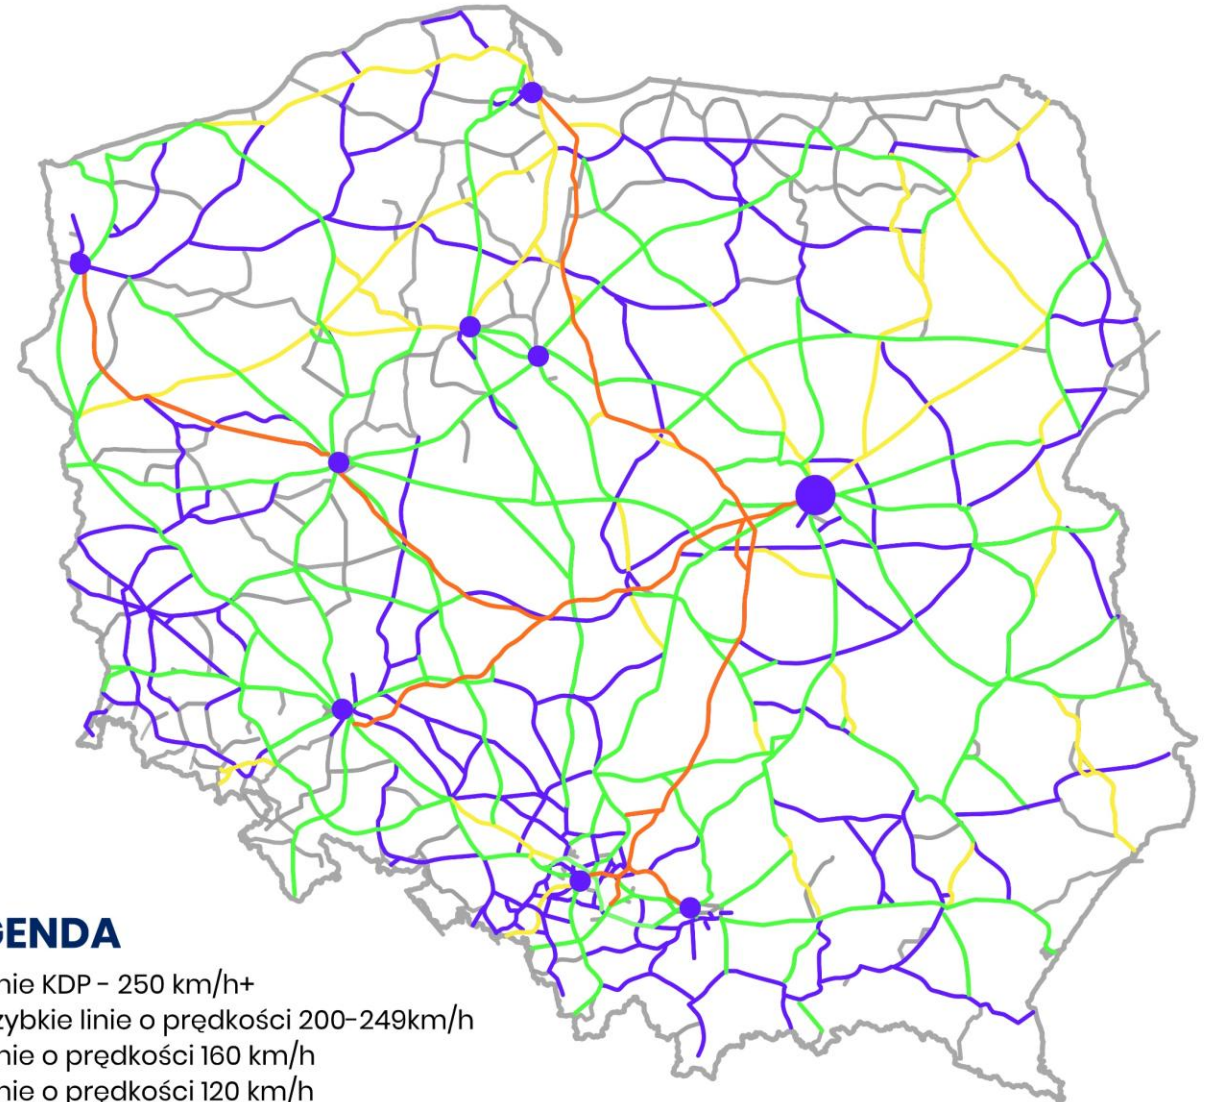 GENDA
nie KDP - 250 km/h+
zybkie linie o prędkości 200-249km/h
nie o prędkości 160 km/h
nie o prędkości 120 km/h